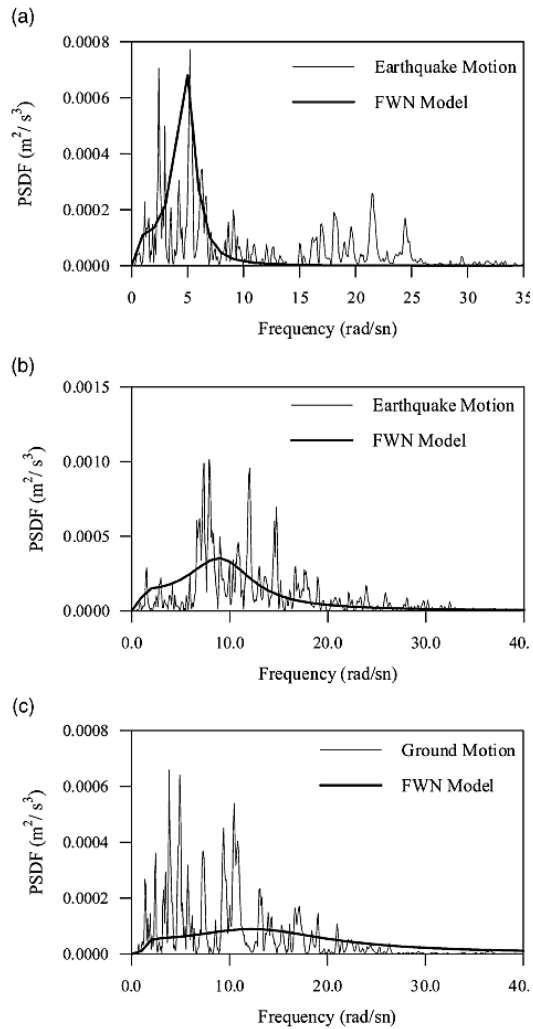 (a)
0.0008
0.0006
0.0004
0.0002
0.0000
PSDF (m²/ s³)
Earthquake Motion
FWN Model
0 5 10 15 20 25 30 35
Frequency (rad/sn)
(b)
0.0015
0.0010
0.0005
0.0000
PSDF (m²/ s³)
Earthquake Motion
FWN Model
0.0 10.0 20.0 30.0 40.
Frequency (rad/sn)
(c)
0.0008
0.0006
0.0004
0.0002
0.0000
PSDF (m²/ s³)
Ground Motion
FWN Model
0.0 10.0 20.0 30.0 40.
Frequency (rad/sn)